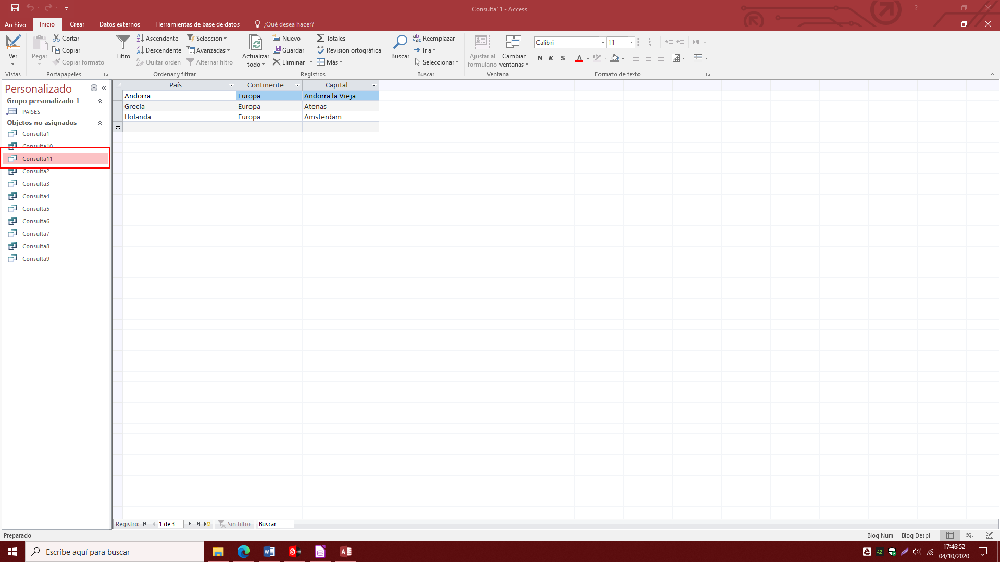 Consulta11 - Access
Archivo Inicio Crear Datos externos Herramientas de base de datos ¿Qué desea hacer?
Ver
Vistas
Pegar
Cortar
Copiar
Copiar formato
Portapapeles
Filtro
Ascendente
Descendente
Quitar orden
Selección
Avanzadas
Alternar filtro
Ordenar y filtrar
Actualizar
todo
Nuevo
Guardar
Eliminar
Totales
Revisión ortográfica
Más
Registros
Buscar
Reemplazar
Ir a
Seleccionar
Buscar
Ajustar al
formulario
Cambiar
ventanas
Ventana
Calibri 11
N K S
Formato de texto
Personalizado
Grupo personalizado 1
PAISES
Objetos no asignados
Consulta1
Consulta10
Consulta11
Consulta2
Consulta3
Consulta4
Consulta5
Consulta6
Consulta7
Consulta8
Consulta9
País Continente Capital
Andorra Europa Andorra la Vieja
Grecia Europa Atenas
Holanda Europa Amsterdam
Registro: 1 de 3 Sin filtro Buscar
Preparado Bloq Num Bloq Despl SQL
Escribe aquí para buscar
17:46:52
04/10/2020